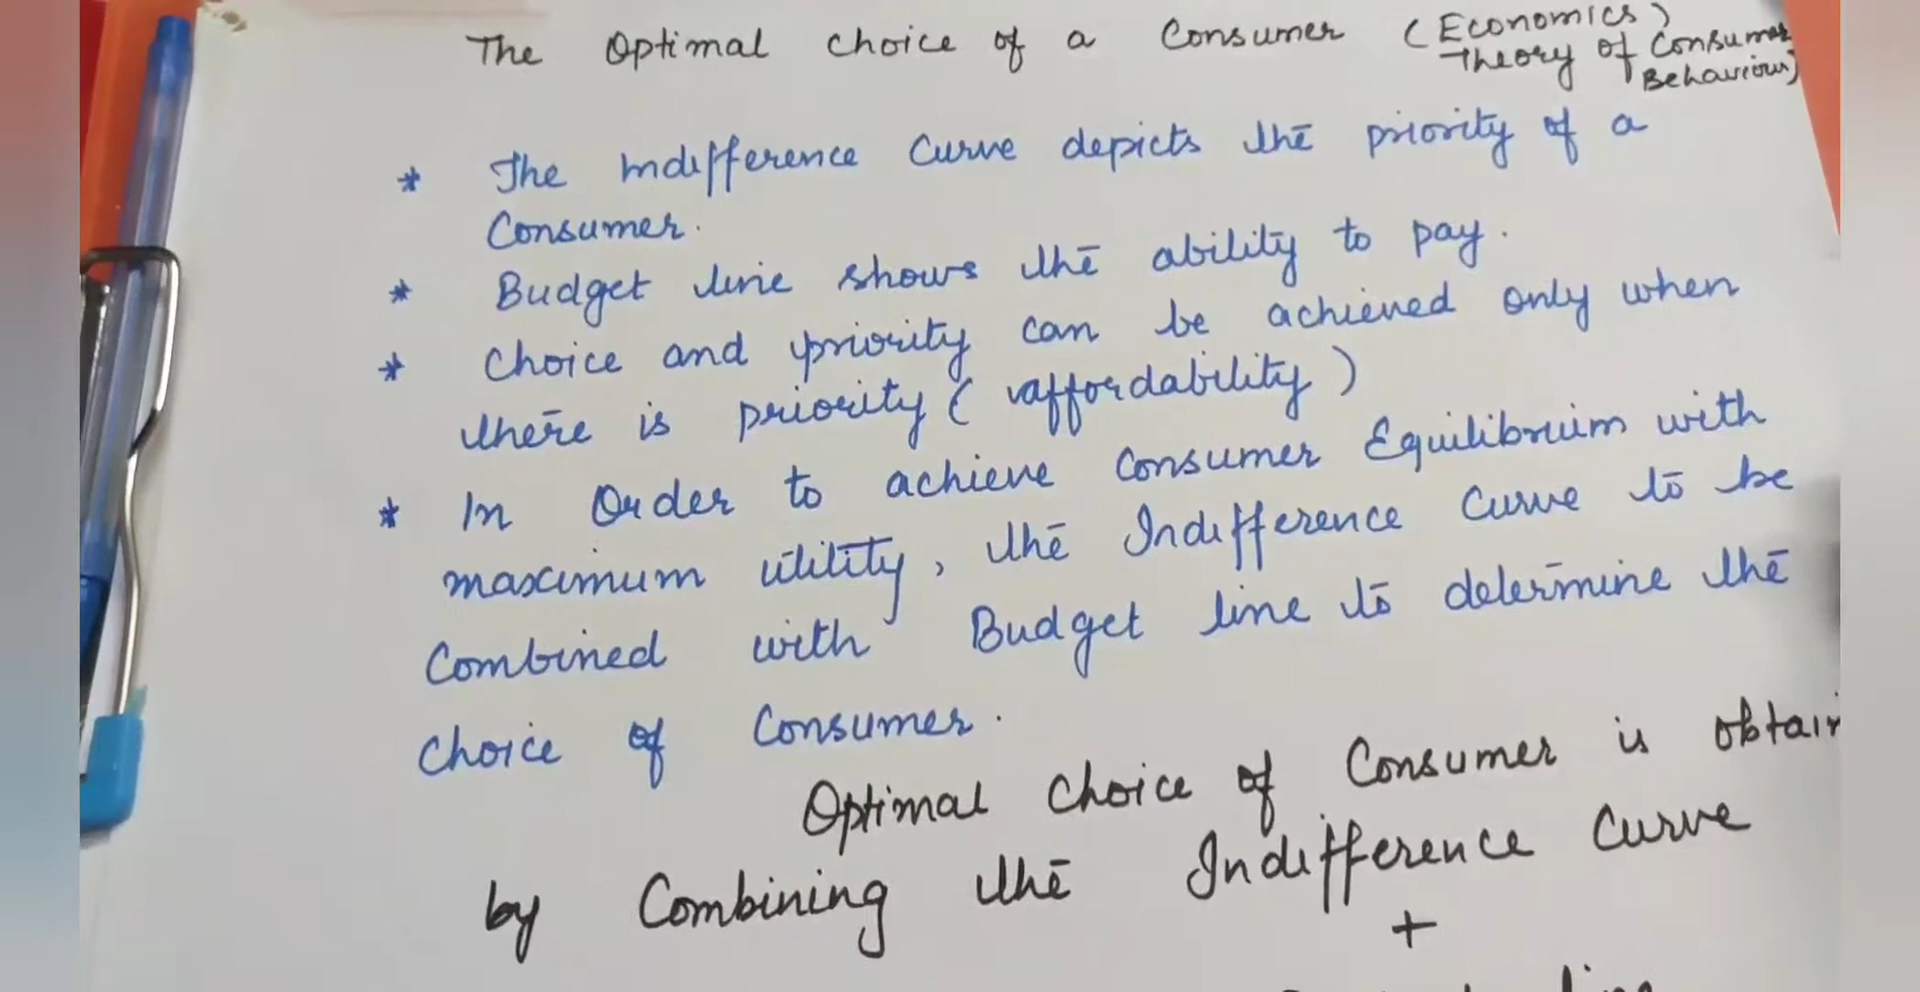 The Optimal choice of a Consumer (Economics)
Theory of Consumer
Behaviour)
* The Indifference Curve depicts the priority of a
Consumer.
* Budget line shows the ability to pay.
* Choice and priority can be achieved only when
there is priority (affordability)
* In Order to achieve Consumer Equilibrium with
maximum utility, the Indifference Curve to be
Combined with Budget line to determine the
Choice of Consumer.
Optimal Choice of Consumer is obtain
by Combining the Indifference Curve
+
line